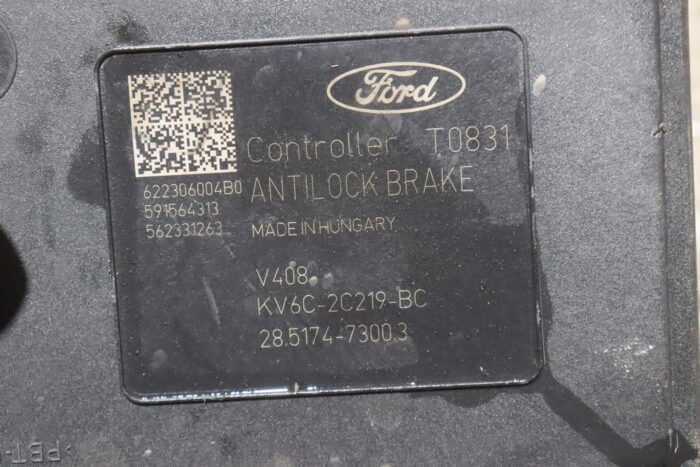 Ford
Controller T0831
ANTILOCK BRAKE
622306004B0
591564313
562331263
MADE IN HUNGARY
V408
KV6C-2C219-BC
28.5174-7300.3
PBT